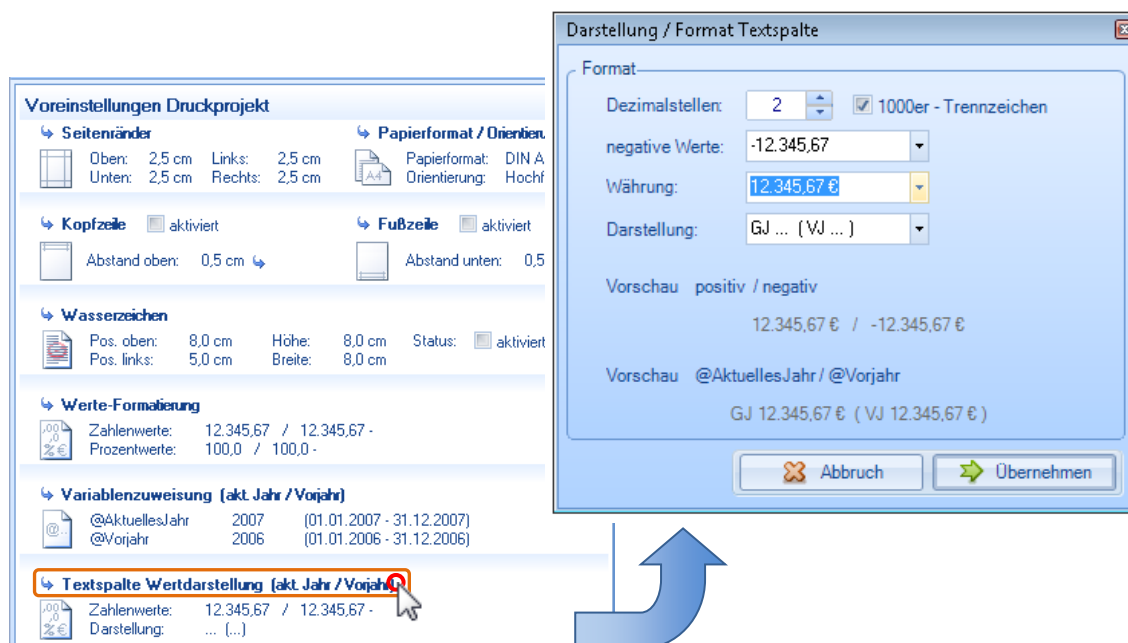 Voreinstellungen Druckprojekt
Seitenränder
Oben: 2,5 cm Links: 2,5 cm
Unten: 2,5 cm Rechts: 2,5 cm
Papierformat / Orientieru
A4
Papierformat: DIN A
Orientierung: Hochf
Kopfzeile aktiviert
Abstand oben: 0,5 cm
Fußzeile aktiviert
Abstand unten: 0,5
Wasserzeichen
Pos. oben: 8,0 cm Höhe: 8,0 cm Status: aktiviert
Pos. links: 5,0 cm Breite: 8,0 cm
Werte-Formatierung
Zahlenwerte: 12.345,67 / 12.345,67 -
Prozentwerte: 100,0 / 100,0 -
Variablenzuweisung (akt. Jahr / Vorjahr)
@AktuellesJahr 2007 (01.01.2007 - 31.12.2007)
@Vorjahr 2006 (01.01.2006 - 31.12.2006)
Textspalte Wertdarstellung (akt. Jahr / Vorjahr)
Zahlenwerte: 12.345,67 / 12.345,67 -
Darstellung: ... (...)
Darstellung / Format Textspalte
Format
Dezimalstellen: 2 1000er - Trennzeichen
negative Werte: -12.345,67
Währung: 12.345,67 €
Darstellung: GJ ... ( VJ ... )
Vorschau positiv / negativ
12.345,67 € / -12.345,67 €
Vorschau @AktuellesJahr / @Vorjahr
GJ 12.345,67 € ( VJ 12.345,67 € )
Abbruch Übernehmen